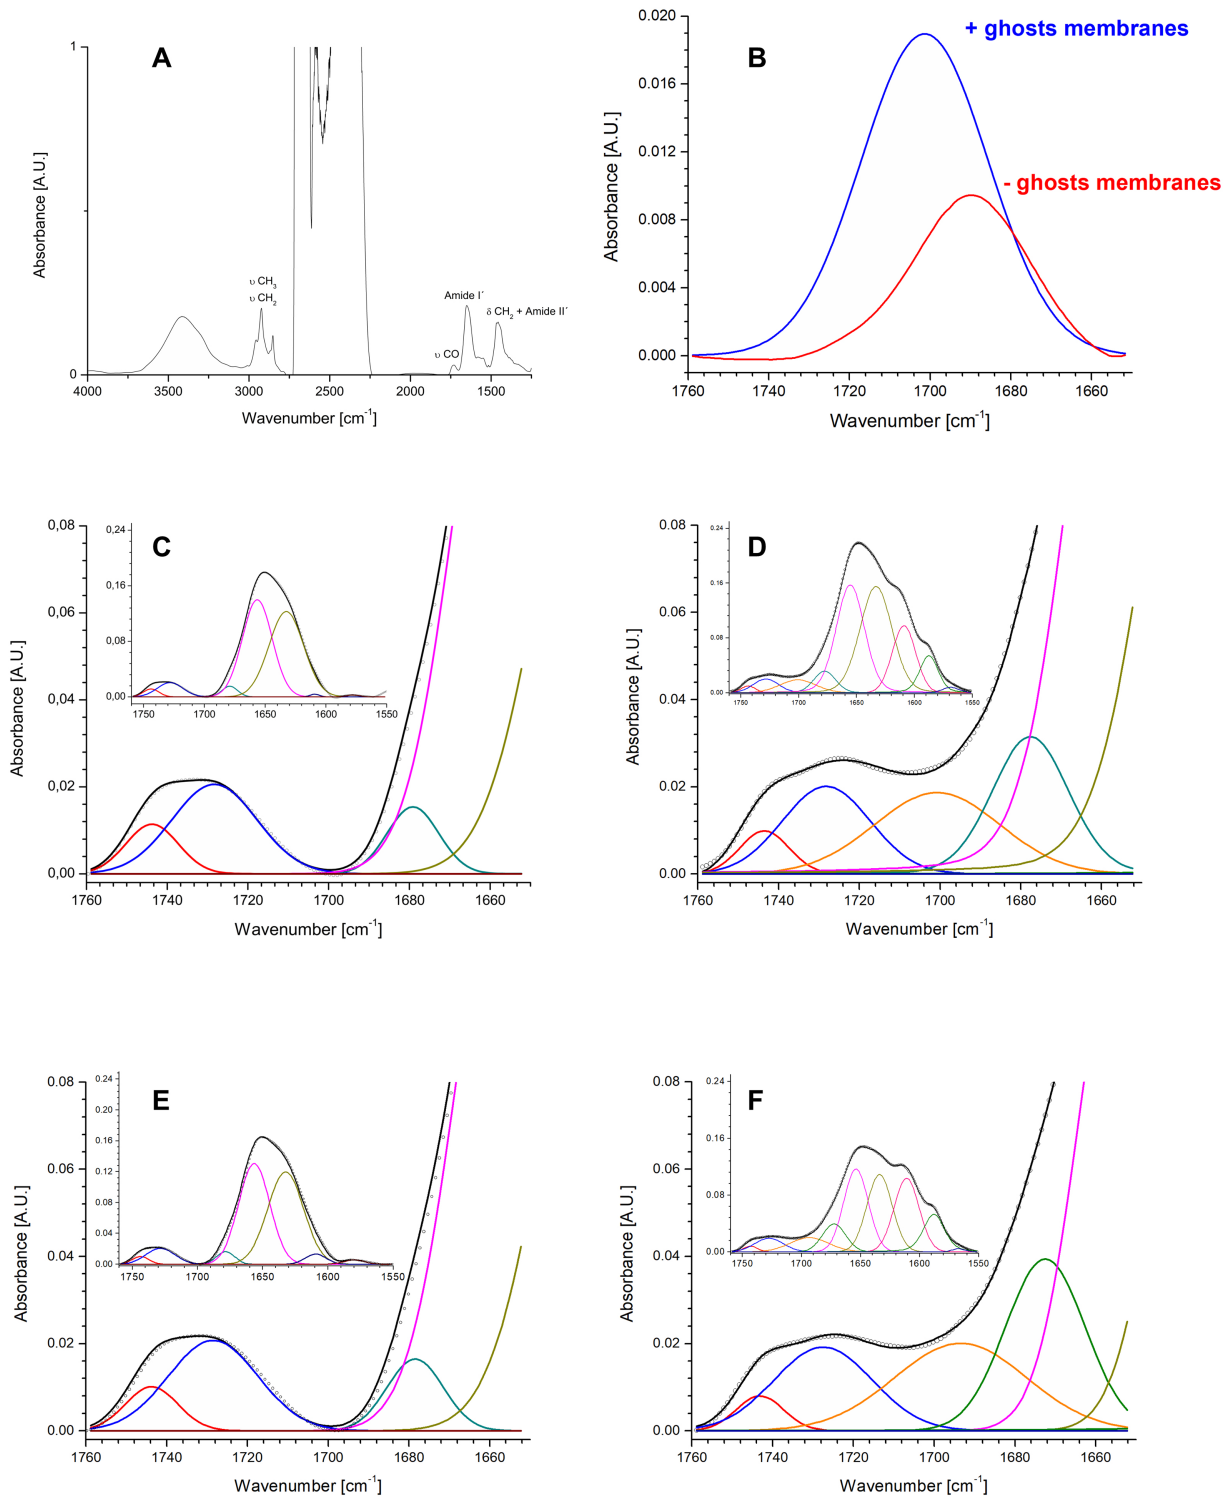 A
1
0
Absorbance [A.U.]
υ CH3
υ CH2
Amide I´
δ CH2 + Amide II´
υ CO
4000 3500 3000 2500 2000 1500
Wavenumber [cm-1]
B
+ ghosts membranes
- ghosts membranes
0.020
0.016
0.012
0.008
0.004
0.000
Absorbance [A.U.]
1760 1740 1720 1700 1680 1660
Wavenumber [cm-1]
C
0,08
0,06
0,04
0,02
0,00
Absorbance [A.U.]
0,24
0,16
0,08
0,00
1750 1700 1650 1600 1550
1760 1740 1720 1700 1680 1660
Wavenumber [cm-1]
D
0.08
0.06
0.04
0.02
0.00
Absorbance [A.U.]
0.24
0.16
0.08
0.00
1750 1700 1650 1600 1550
1760 1740 1720 1700 1680 1660
Wavenumber [cm-1]
E
0.08
0.06
0.04
0.02
0.00
Absorbance [A.U.]
0.24
0.20
0.16
0.12
0.08
0.04
0.00
1750 1700 1650 1600 1550
1760 1740 1720 1700 1680 1660
Wavenumber [cm-1]
F
0.08
0.06
0.04
0.02
0.00
Absorbance [A.U.]
0.24
0.16
0.08
0.00
1750 1700 1650 1600 1550
1760 1740 1720 1700 1680 1660
Wavenumber [cm-1]